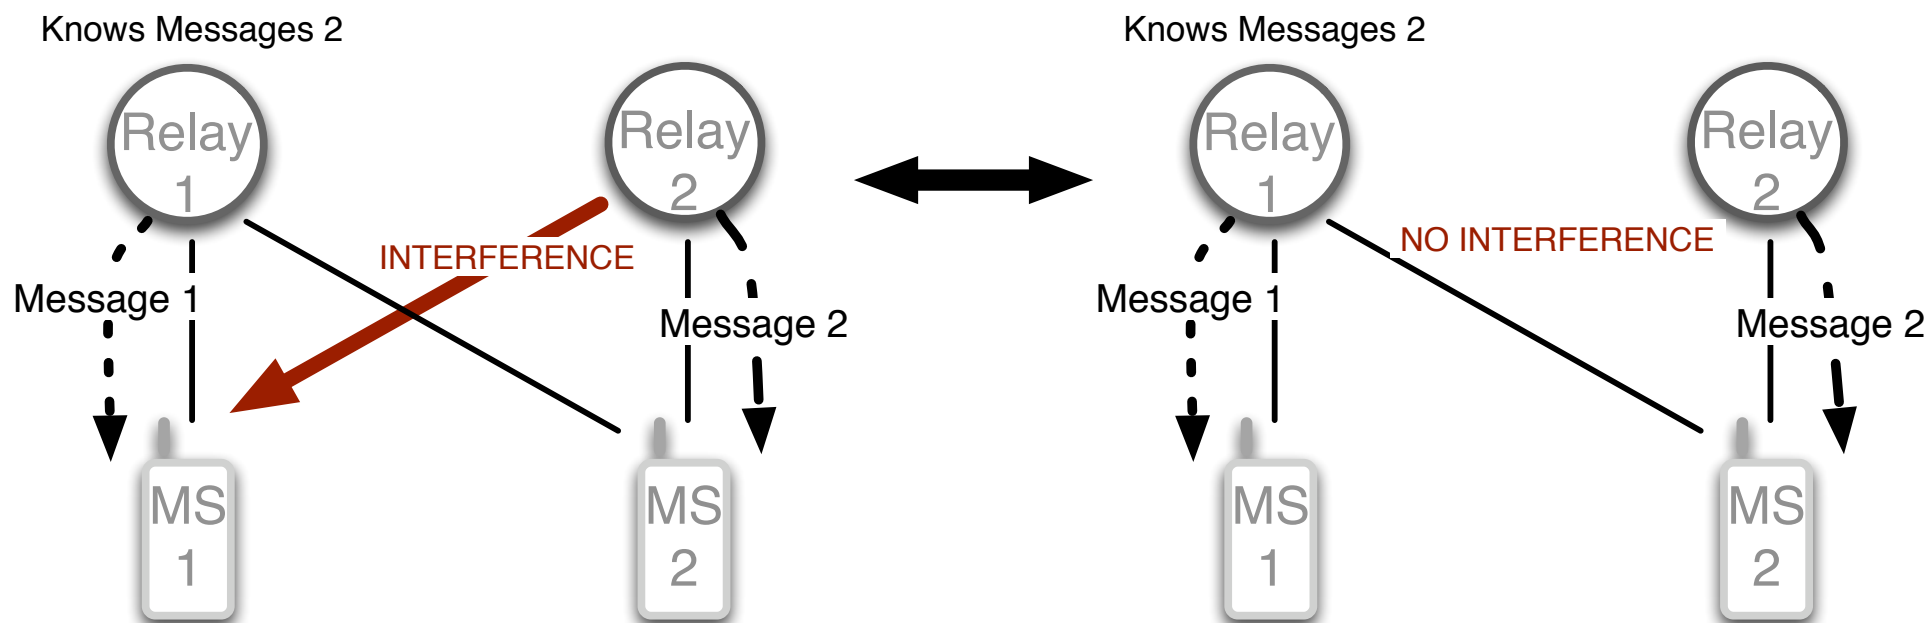 Knows Messages 2
Knows Messages 2
Relay
1
Relay
2
Relay
1
Relay
2
INTERFERENCE
NO INTERFERENCE
Message 1
Message 2
Message 1
Message 2
MS
1
MS
2
MS
1
MS
2